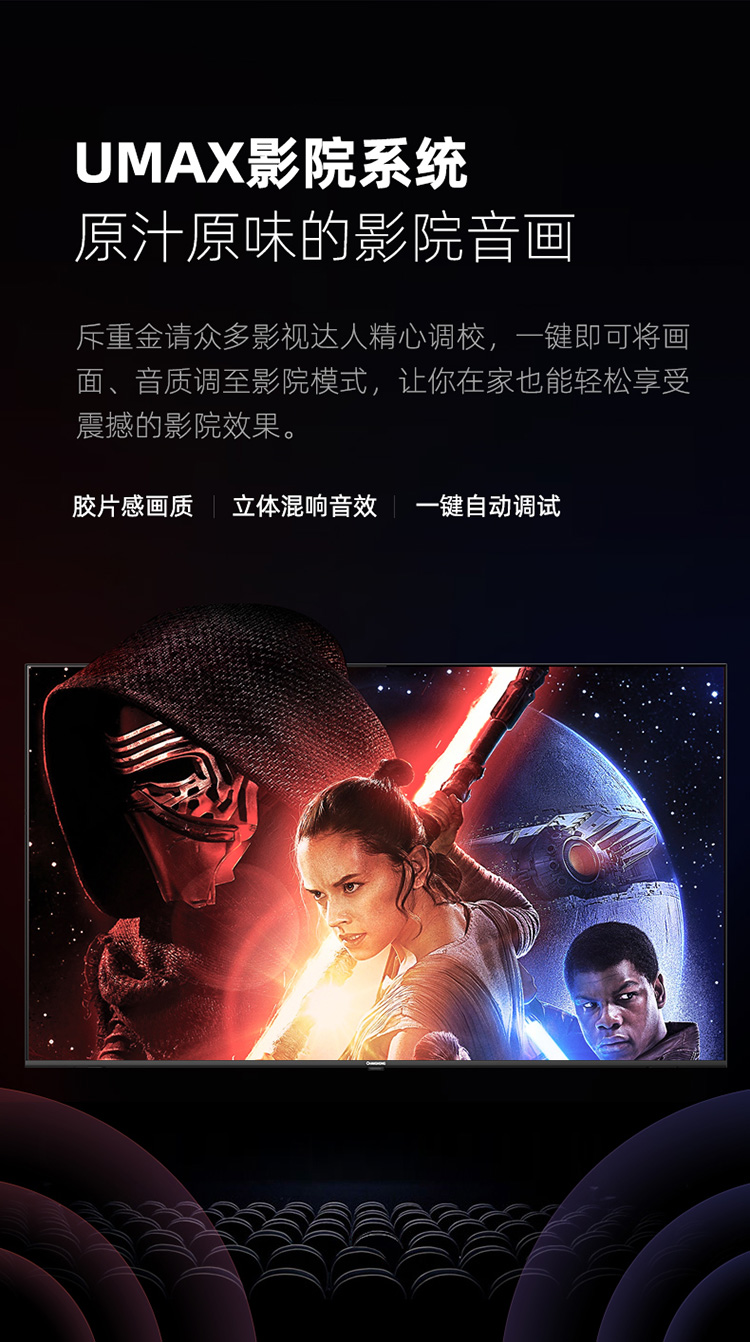 UMAX影院系统
原汁原味的影院音画
斥重金请众多影视达人精心调校，一键即可将画
面、音质调至影院模式，让你在家也能轻松享受
震撼的影院效果。
胶片感画质 | 立体混响音效 | 一键自动调试
CHANGHONG